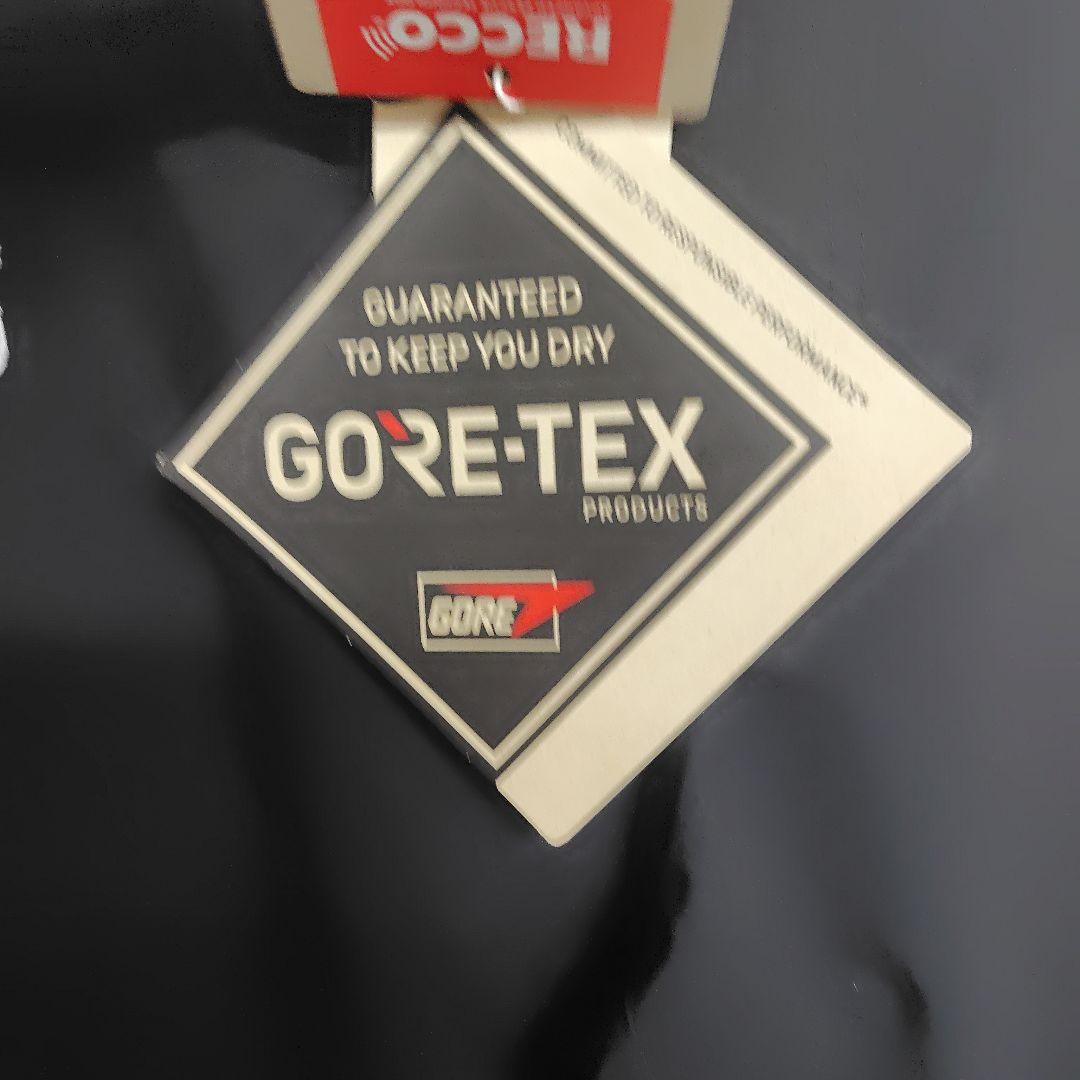 RECCO
GUARANTEED
TO KEEP YOU DRY
GORE-TEX
PRODUCTS
GORE
COMMITTED TO RESPONSIBLE PERFORMANCE